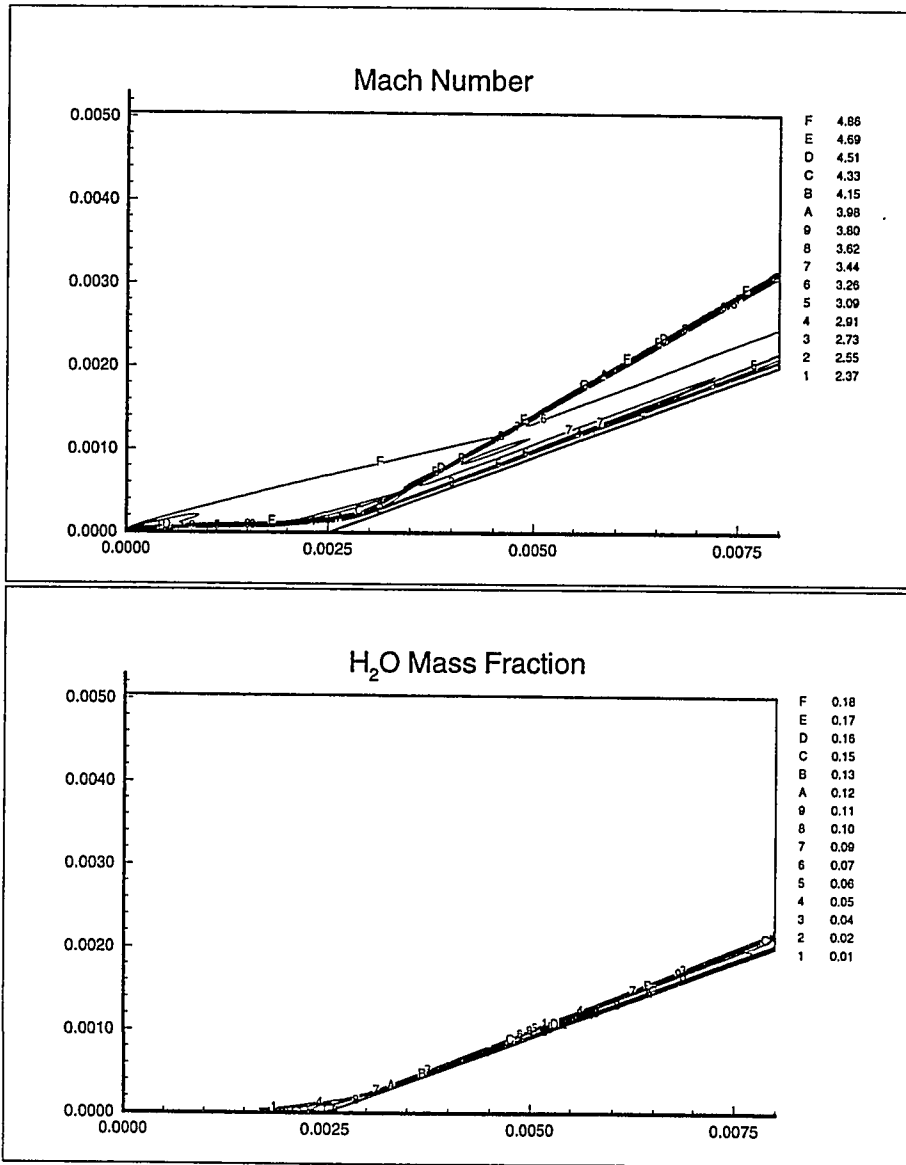 Mach Number
0.0050
0.0040
0.0030
0.0020
0.0010
0.0000
0.0000 0.0025 0.0050 0.0075
F 4.86
E 4.69
D 4.51
C 4.33
B 4.15
A 3.98
9 3.80
8 3.62
7 3.44
6 3.26
5 3.09
4 2.91
3 2.73
2 2.55
1 2.37
H₂O Mass Fraction
0.0050
0.0040
0.0030
0.0020
0.0010
0.0000
0.0000 0.0025 0.0050 0.0075
F 0.18
E 0.17
D 0.16
C 0.15
B 0.13
A 0.12
9 0.11
8 0.10
7 0.09
6 0.07
5 0.06
4 0.05
3 0.04
2 0.02
1 0.01